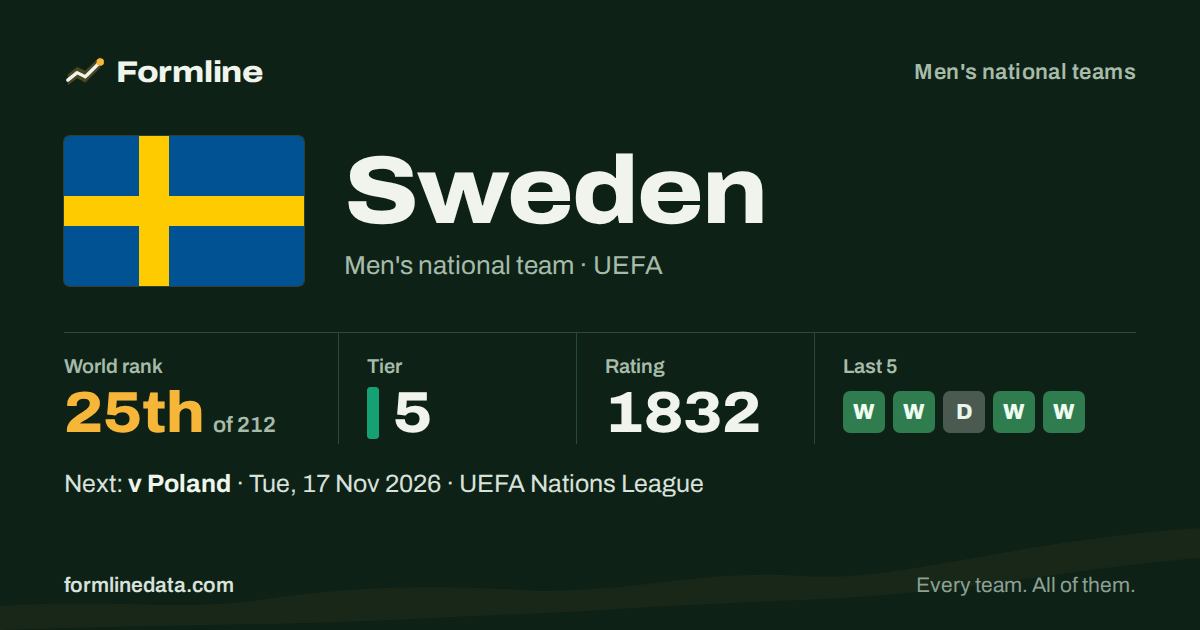 Formline
Men's national teams
Sweden
Men's national team · UEFA
World rank
25th of 212
Tier
5
Rating
1832
Last 5
W W D W W
Next: v Poland · Tue, 17 Nov 2026 · UEFA Nations League
formlinedata.com
Every team. All of them.